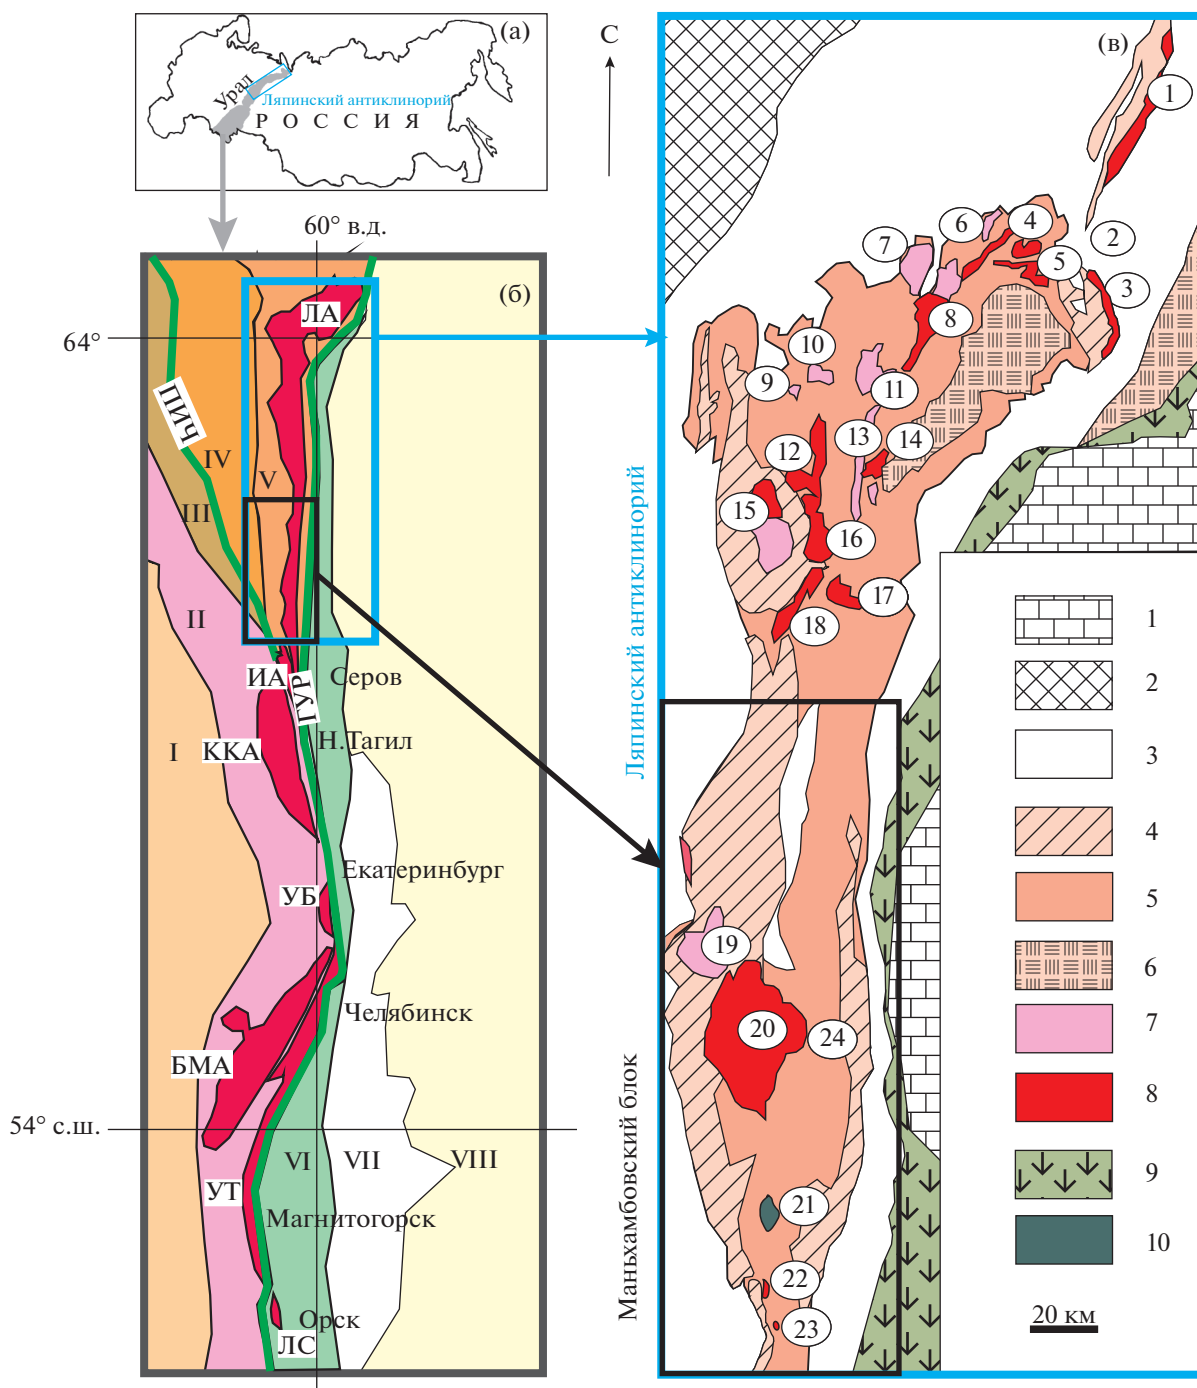 (а)
Урал
Ляпинский антиклинорий
РОССИЯ
С
60° в.д.
(б)
ЛА
64°
ПИЧ
IV
V
III
II
ИА
ГУР
Серов
I
ККА
Н.Тагил
Екатеринбург
УБ
Челябинск
БМА
54° с.ш.
VI
VII
VIII
УТ
Магнитогорск
Орск
ЛС
(в)
1
2
3
4
5
6
7
8
9
10
11
12
13
14
15
16
17
18
19
20
21
22
23
24
Ляпинский антиклинорий
Маньхамбовский блок
1
2
3
4
5
6
7
8
9
10
20 км